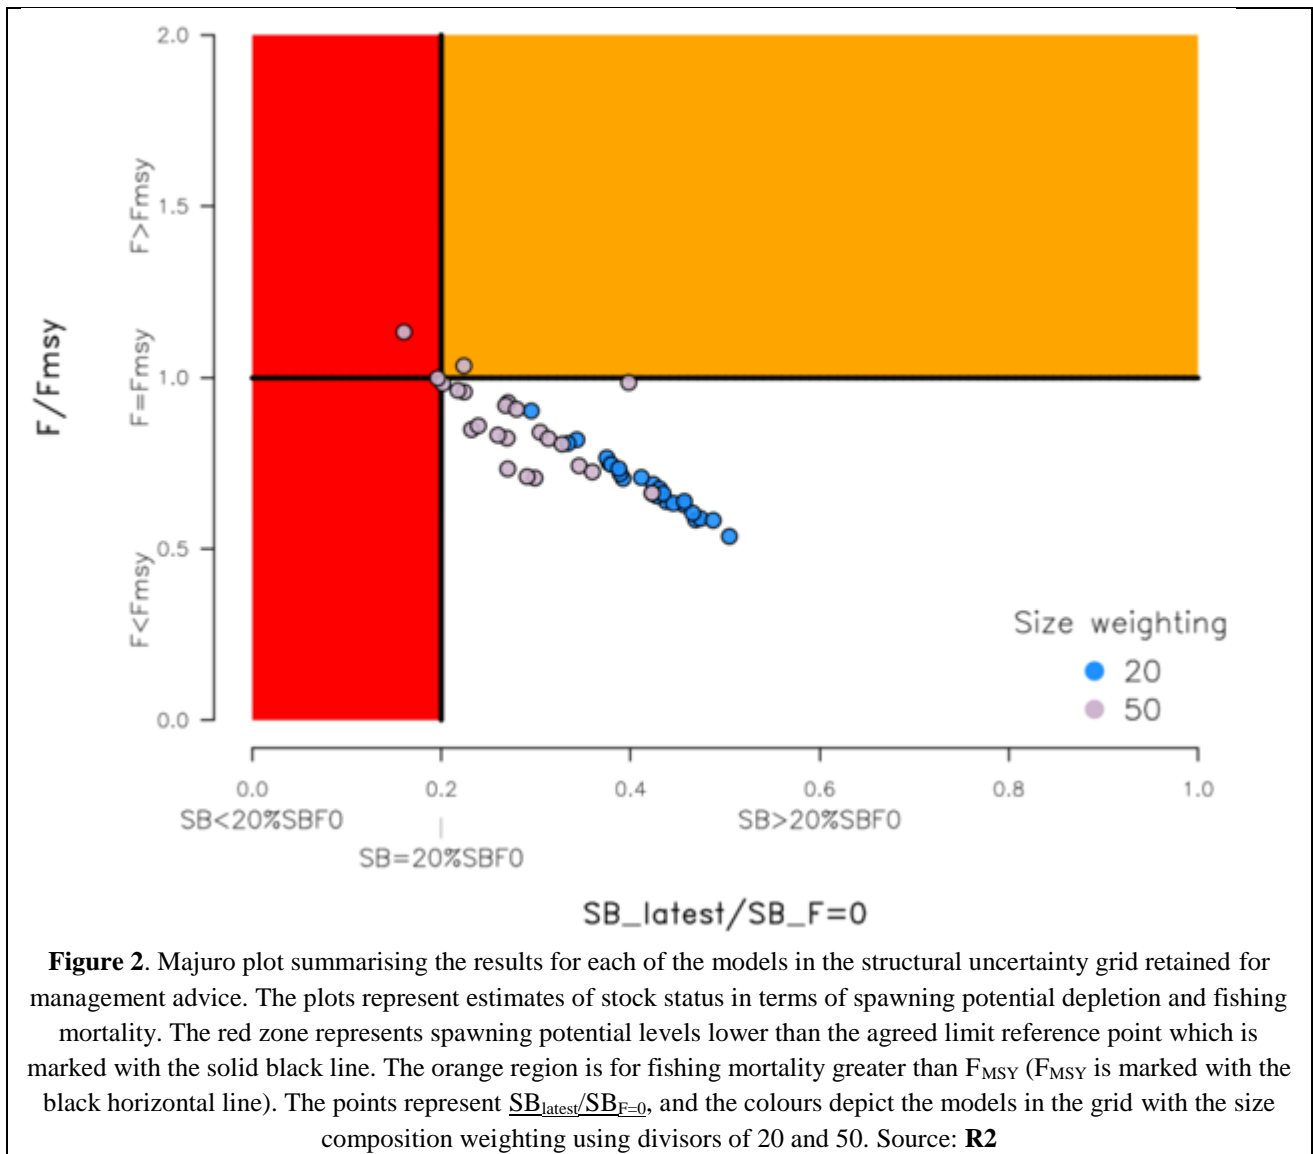 2.0
1.5
1.0
0.5
0.0
F/Fmsy
F>Fmsy
F=Fmsy
F<Fmsy
Size weighting
20
50
0.0 0.2 0.4 0.6 0.8 1.0
SB<20%SBF0 SB>20%SBF0
SB=20%SBF0
SB_latest/SB_F=0
Figure 2. Majuro plot summarising the results for each of the models in the structural uncertainty grid retained for
management advice. The plots represent estimates of stock status in terms of spawning potential depletion and fishing
mortality. The red zone represents spawning potential levels lower than the agreed limit reference point which is
marked with the solid black line. The orange region is for fishing mortality greater than FMSY (FMSY is marked with the
black horizontal line). The points represent SBlatest/SBF=0, and the colours depict the models in the grid with the size
composition weighting using divisors of 20 and 50. Source: R2